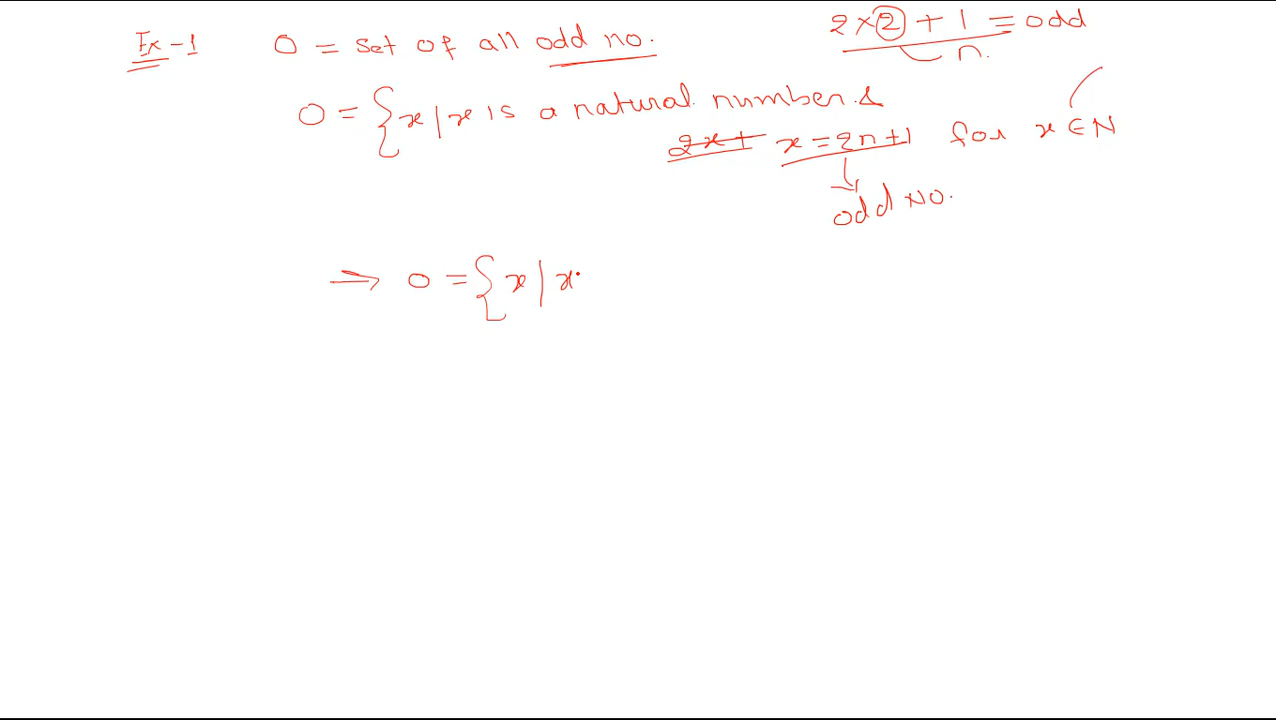 Ex-1 O = set of all odd no.
2×2+1 = odd
n.
O = {x|x is a natural number &
2x+ x=2n+1 for x∈N
odd NO.
⇒ O = {x|x